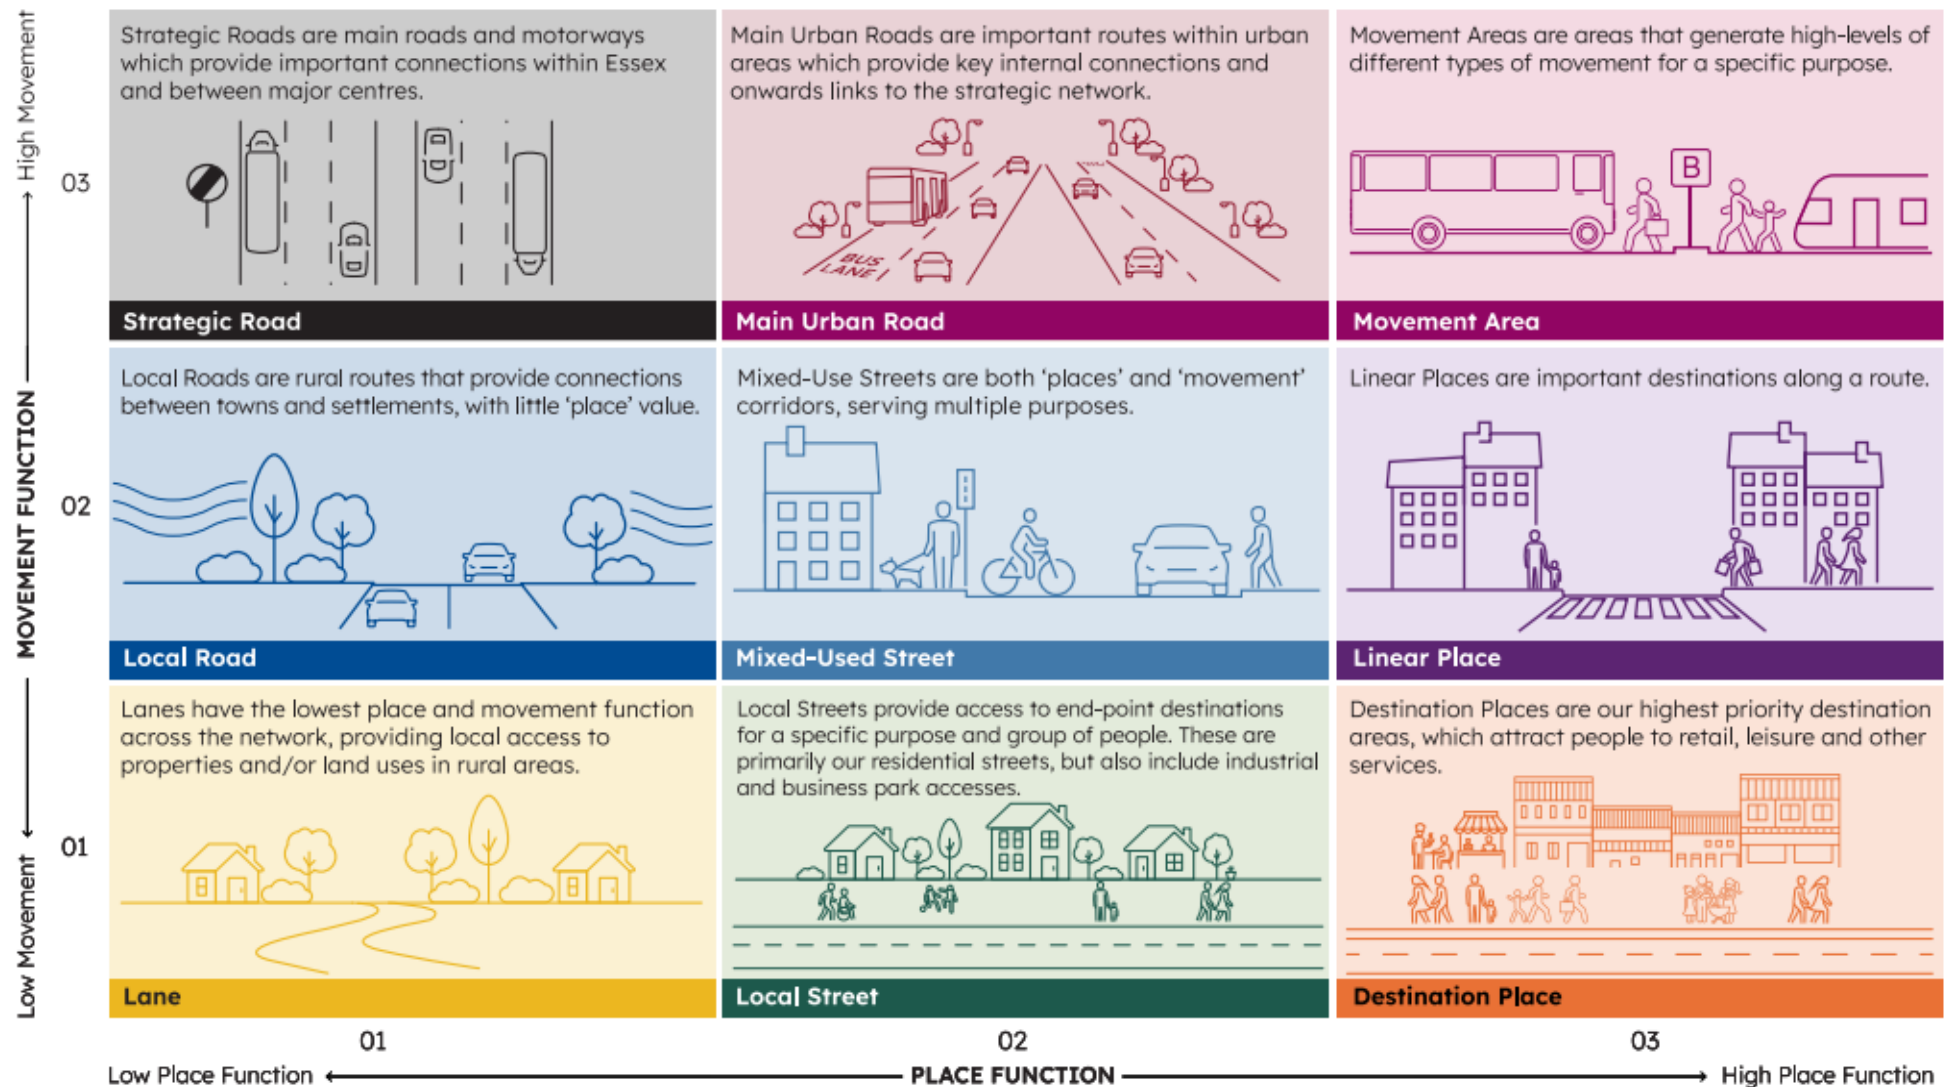 High Movement
MOVEMENT FUNCTION
Low Movement
03
Strategic Roads are main roads and motorways
which provide important connections within Essex
and between major centres.
Strategic Road
Main Urban Roads are important routes within urban
areas which provide key internal connections and
onwards links to the strategic network.
BUS
LANE
Main Urban Road
Movement Areas are areas that generate high-levels of
different types of movement for a specific purpose.
B
Movement Area
02
Local Roads are rural routes that provide connections
between towns and settlements, with little ‘place’ value.
Local Road
Mixed-Use Streets are both ‘places’ and ‘movement’
corridors, serving multiple purposes.
Mixed-Used Street
Linear Places are important destinations along a route.
Linear Place
01
Lanes have the lowest place and movement function
across the network, providing local access to
properties and/or land uses in rural areas.
Lane
Local Streets provide access to end-point destinations
for a specific purpose and group of people. These are
primarily our residential streets, but also include industrial
and business park accesses.
Local Street
Destination Places are our highest priority destination
areas, which attract people to retail, leisure and other
services.
Destination Place
01
02
03
Low Place Function
PLACE FUNCTION
High Place Function